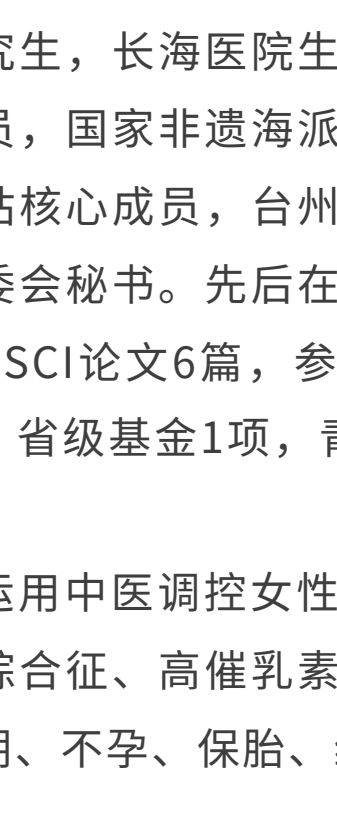 究生，长海医院生
员，国家非遗海派
站核心成员，台州
委会秘书。先后在
SCI论文6篇，参
省级基金1项，青
运用中医调控女性
综合征、高催乳素
期、不孕、保胎、